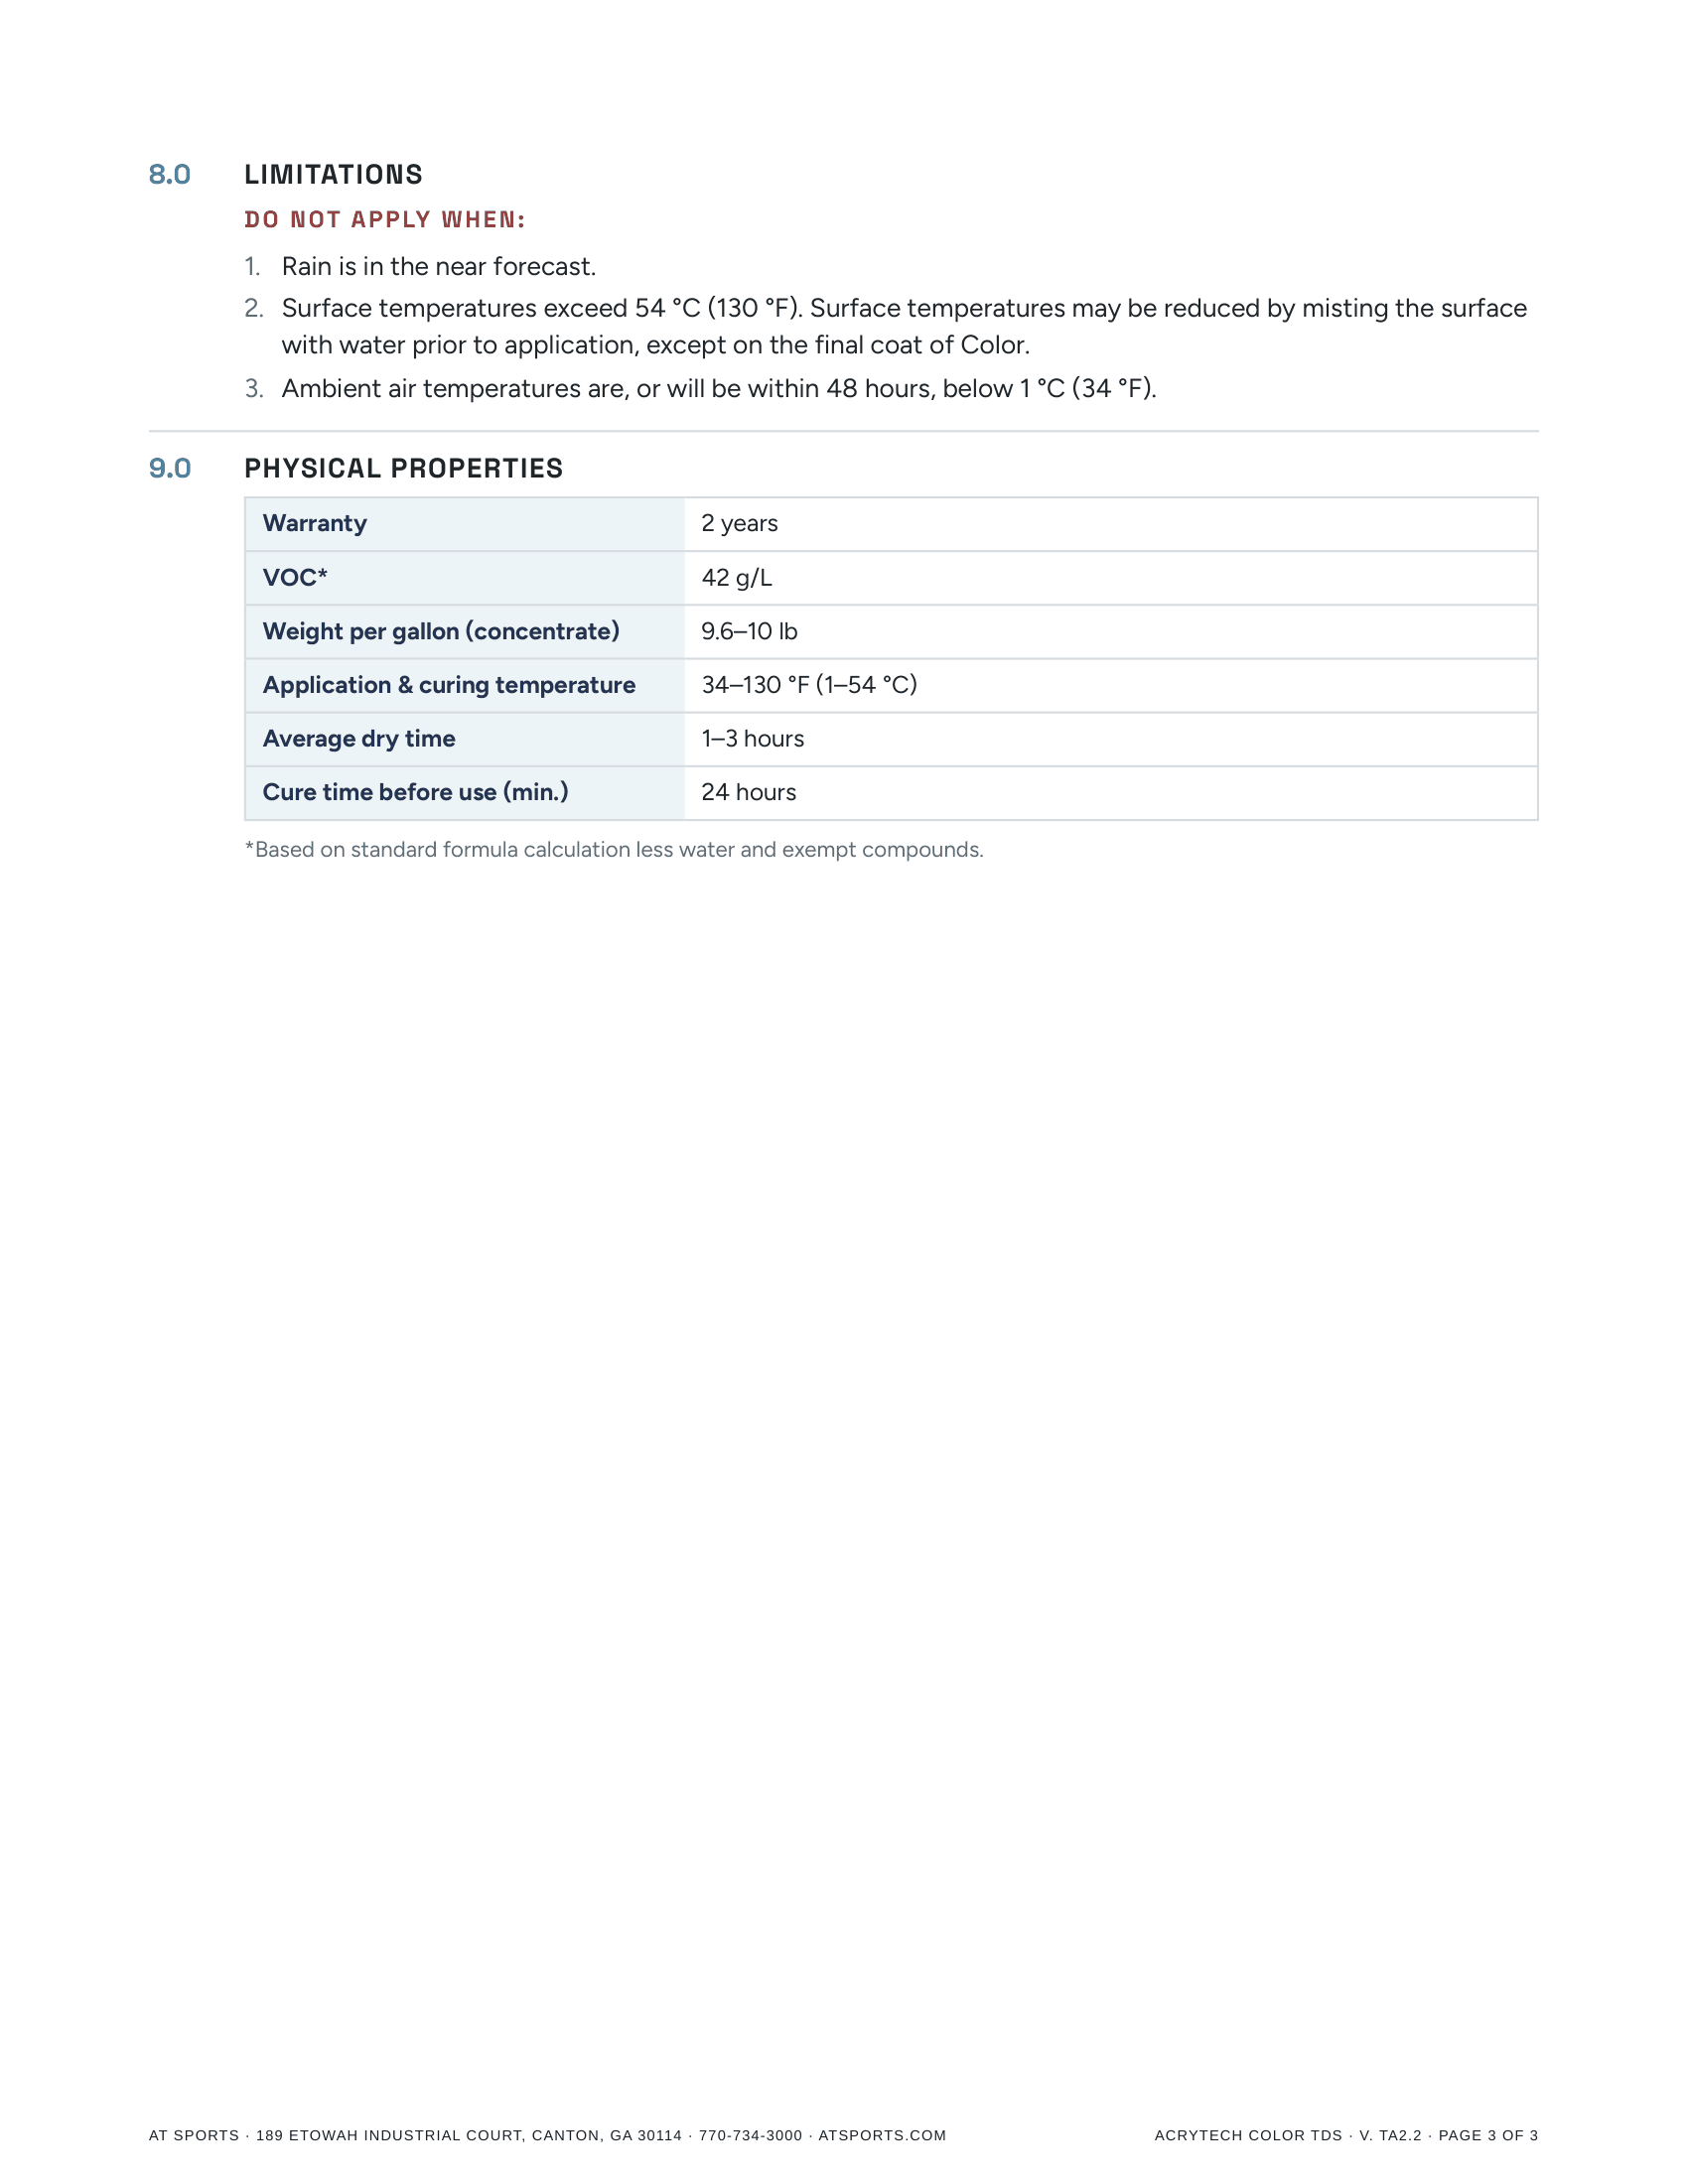 8.0 LIMITATIONS
DO NOT APPLY WHEN:
1. Rain is in the near forecast.
2. Surface temperatures exceed 54 °C (130 °F). Surface temperatures may be reduced by misting the surface
with water prior to application, except on the final coat of Color.
3. Ambient air temperatures are, or will be within 48 hours, below 1 °C (34 °F).
9.0 PHYSICAL PROPERTIES
Warranty 2 years
VOC* 42 g/L
Weight per gallon (concentrate) 9.6–10 lb
Application & curing temperature 34–130 °F (1–54 °C)
Average dry time 1–3 hours
Cure time before use (min.) 24 hours
*Based on standard formula calculation less water and exempt compounds.
AT SPORTS · 189 ETOWAH INDUSTRIAL COURT, CANTON, GA 30114 · 770-734-3000 · ATSPORTS.COM ACRYTECH COLOR TDS · V. TA2.2 · PAGE 3 OF 3